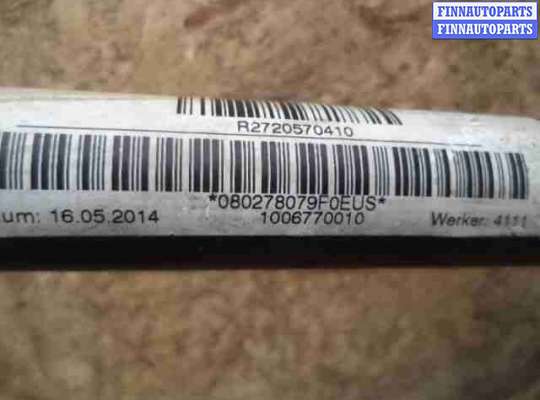 FINNAUTOPARTS
FINNAUTOPARTS
R2720570410
*080278079F0EUS*
um: 16.05.2014
1006770010
Werker: 4111